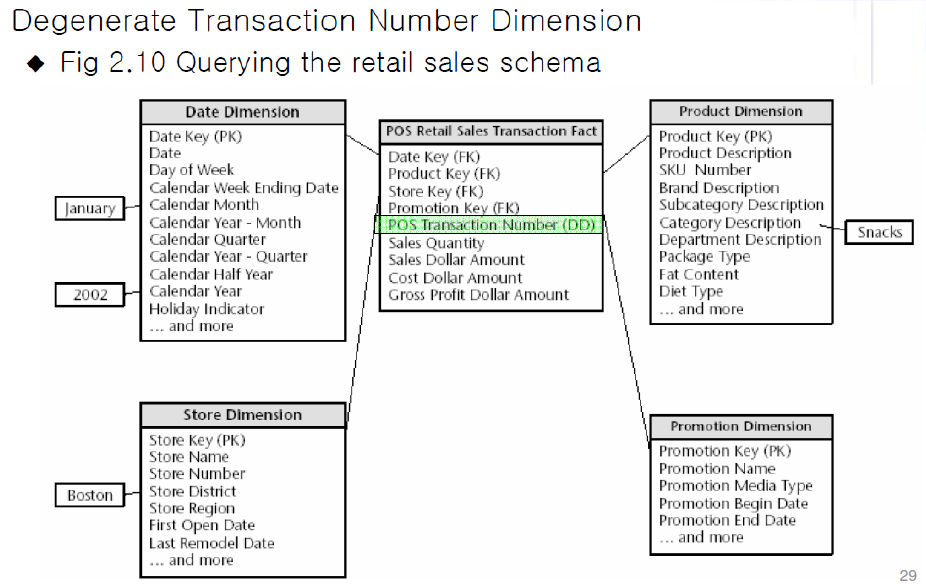 Degenerate Transaction Number Dimension
◆ Fig 2.10 Querying the retail sales schema
Date Dimension
Date Key (PK)
Date
Day of Week
Calendar Week Ending Date
Calendar Month
Calendar Year - Month
Calendar Quarter
Calendar Year - Quarter
Calendar Half Year
Calendar Year
Holiday Indicator
... and more
January
2002
POS Retail Sales Transaction Fact
Date Key (FK)
Product Key (FK)
Store Key (FK)
Promotion Key (FK)
POS Transaction Number (DD)
Sales Quantity
Sales Dollar Amount
Cost Dollar Amount
Gross Profit Dollar Amount
Product Dimension
Product Key (PK)
Product Description
SKU Number
Brand Description
Subcategory Description
Category Description
Department Description
Package Type
Fat Content
Diet Type
... and more
Snacks
Store Dimension
Store Key (PK)
Store Name
Store Number
Store District
Store Region
First Open Date
Last Remodel Date
... and more
Boston
Promotion Dimension
Promotion Key (PK)
Promotion Name
Promotion Media Type
Promotion Begin Date
Promotion End Date
... and more
29